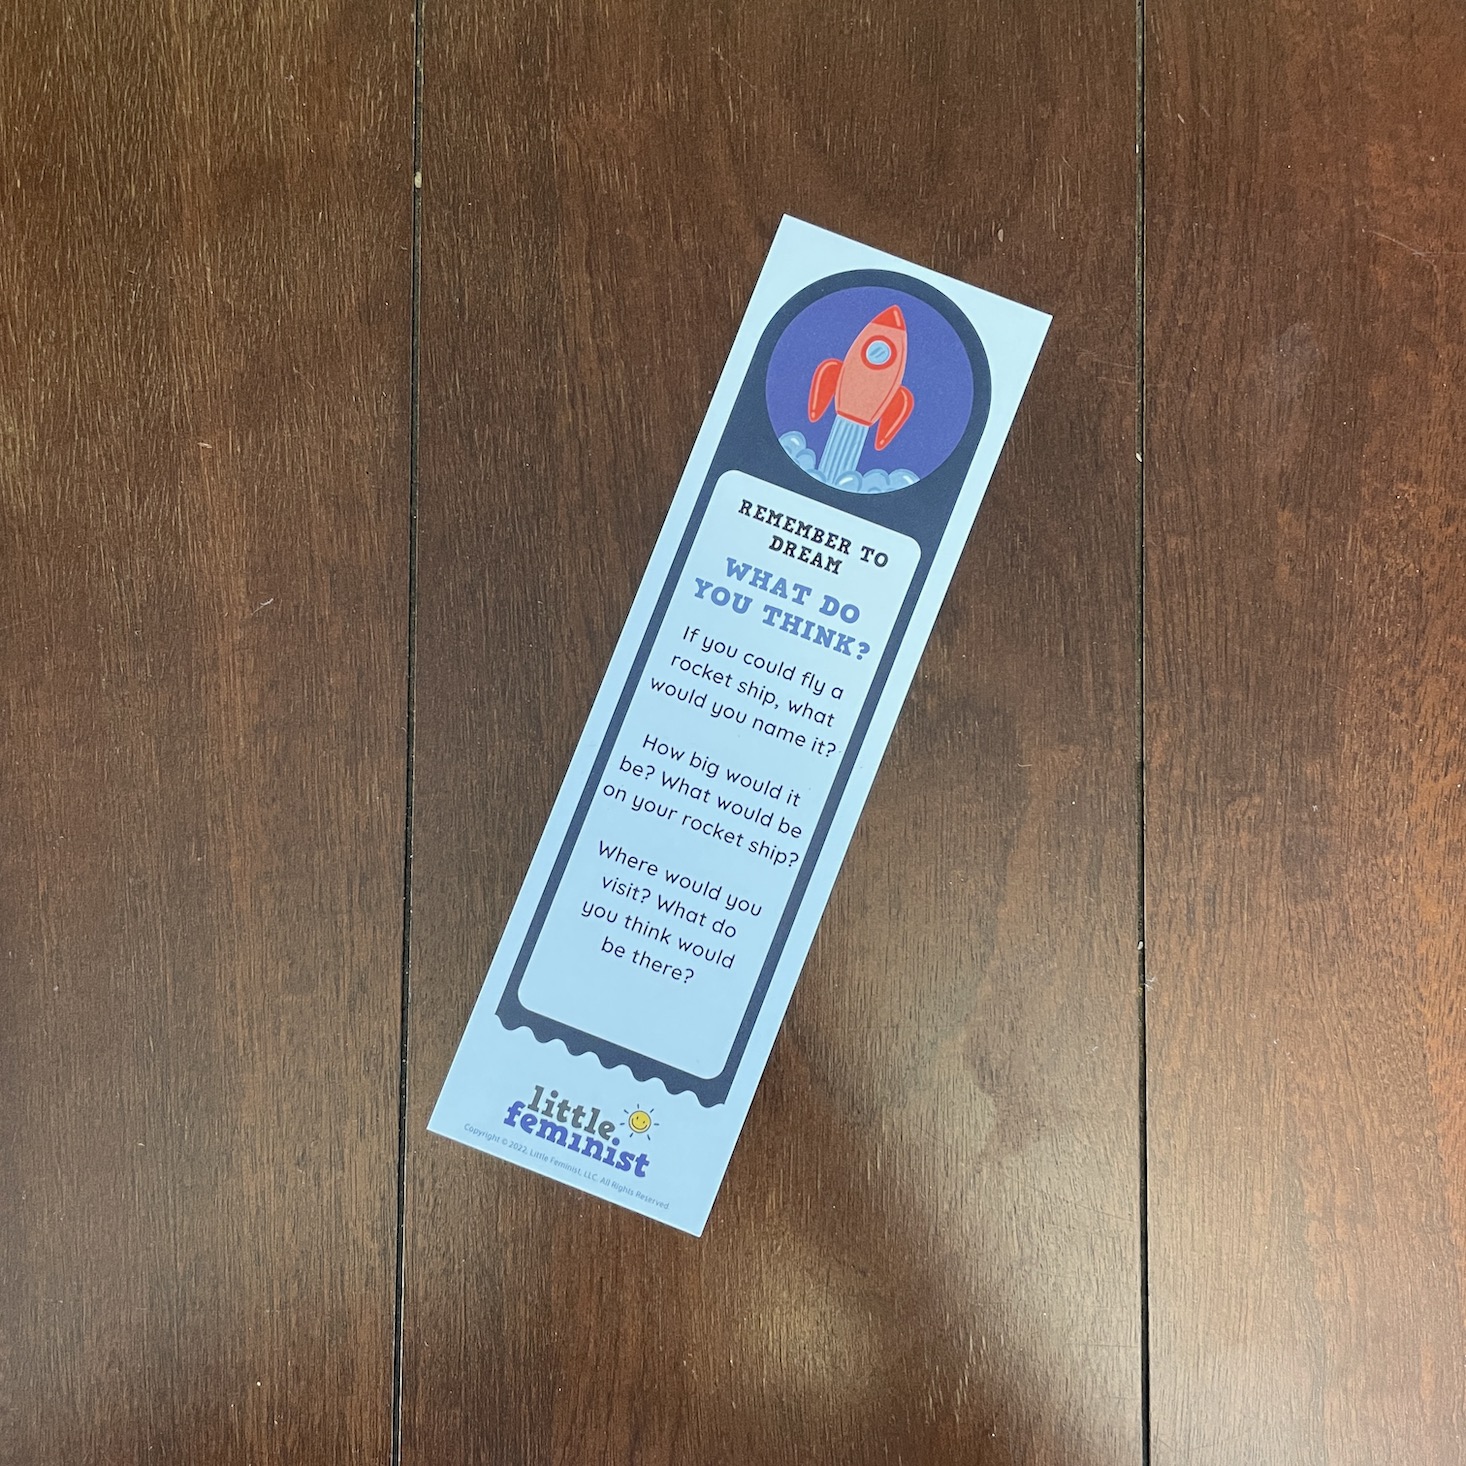 REMEMBER TO
DREAM
WHAT DO
YOU THINK?
If you could fly a
rocket ship, what
would you name it?
How big would it
be? What would be
on your rocket ship?
Where would you
visit? What do
you think would
be there?
little
feminist
Copyright © 2022, Little Feminist, LLC. All Rights Reserved